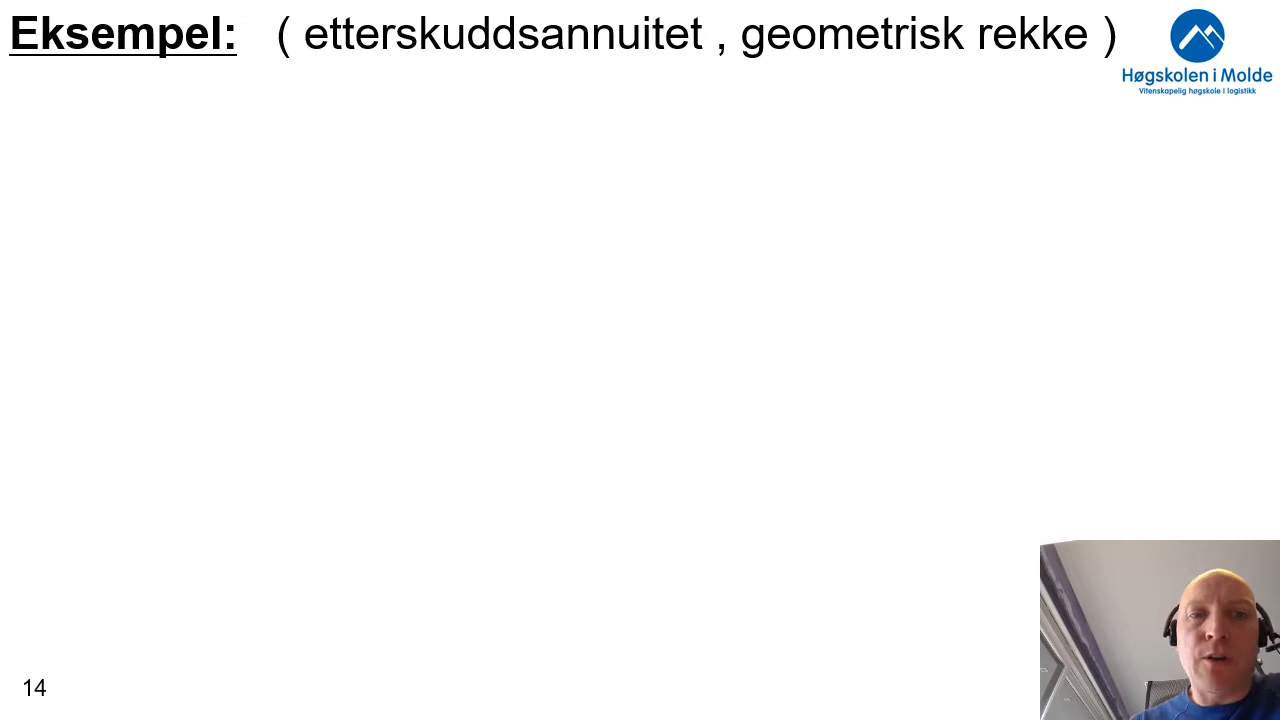 Eksempel: ( etterskuddsannuitet , geometrisk rekke )
Høgskolen i Molde
Vitenskapelig høgskole i logistikk
14